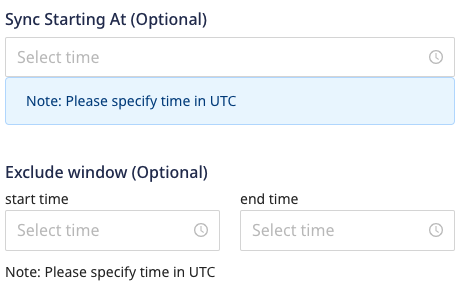 Sync Starting At (Optional)
Select time
Note: Please specify time in UTC
Exclude window (Optional)
start time
end time
Select time
Select time
Note: Please specify time in UTC